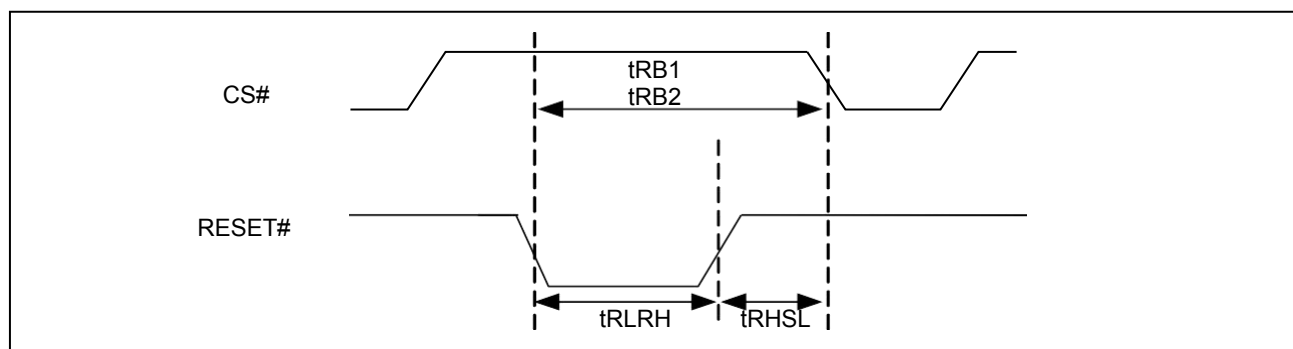 tRB1
CS#
tRB2
RESET#
tRLRH
tRHSL